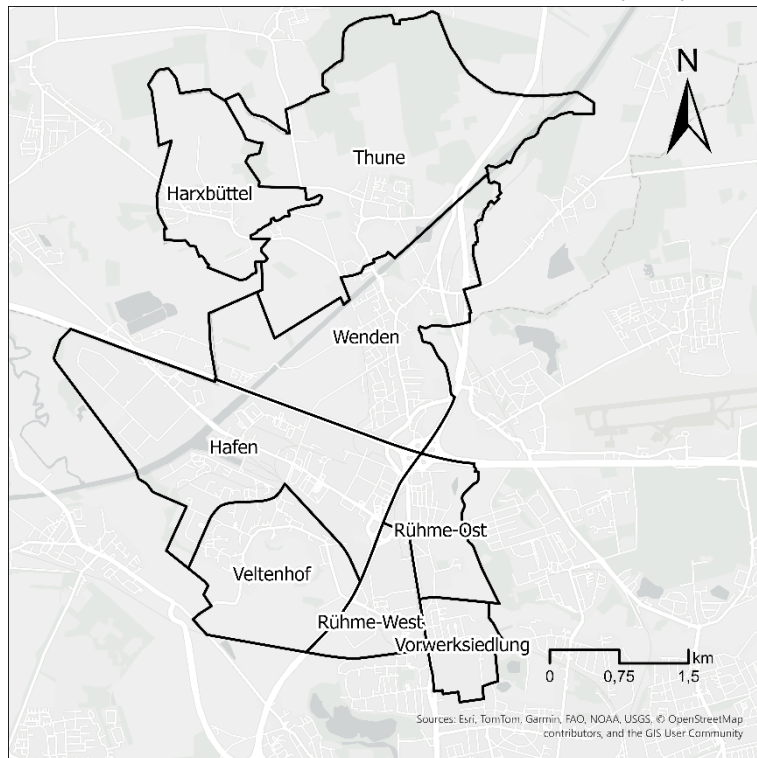 N
Thune
Harxbüttel
Wenden
Hafen
Rühme-Ost
Veltenhof
Rühme-West
Vorwerksiedlung
km
0 0,75 1,5
Sources: Esri, TomTom, Garmin, FAO, NOAA, USGS, © OpenStreetMap
contributors, and the GIS User Community